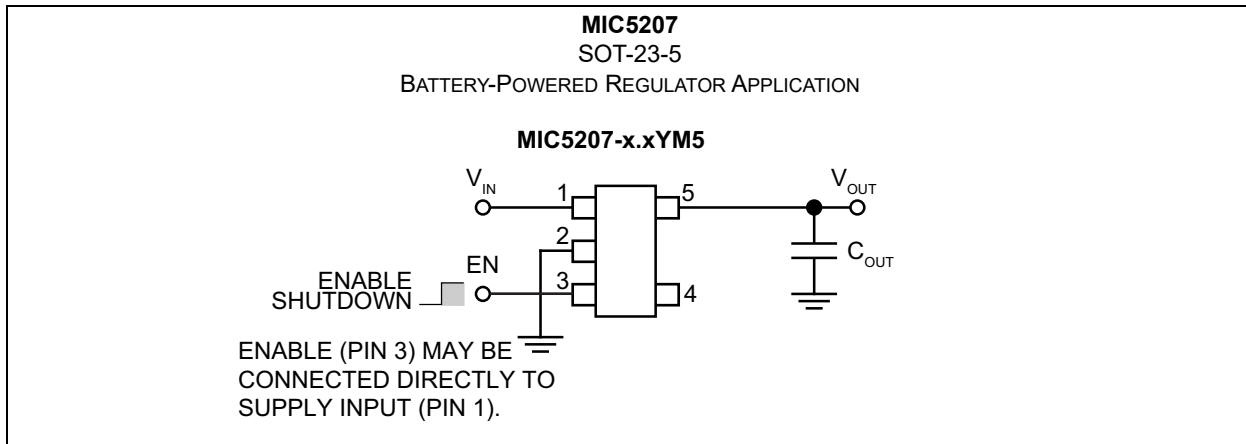 MIC5207
SOT-23-5
BATTERY-POWERED REGULATOR APPLICATION
MIC5207-x.xYM5
VIN
1
5
VOUT
2
COUT
EN
ENABLE
SHUTDOWN
3
4
ENABLE (PIN 3) MAY BE
CONNECTED DIRECTLY TO
SUPPLY INPUT (PIN 1).